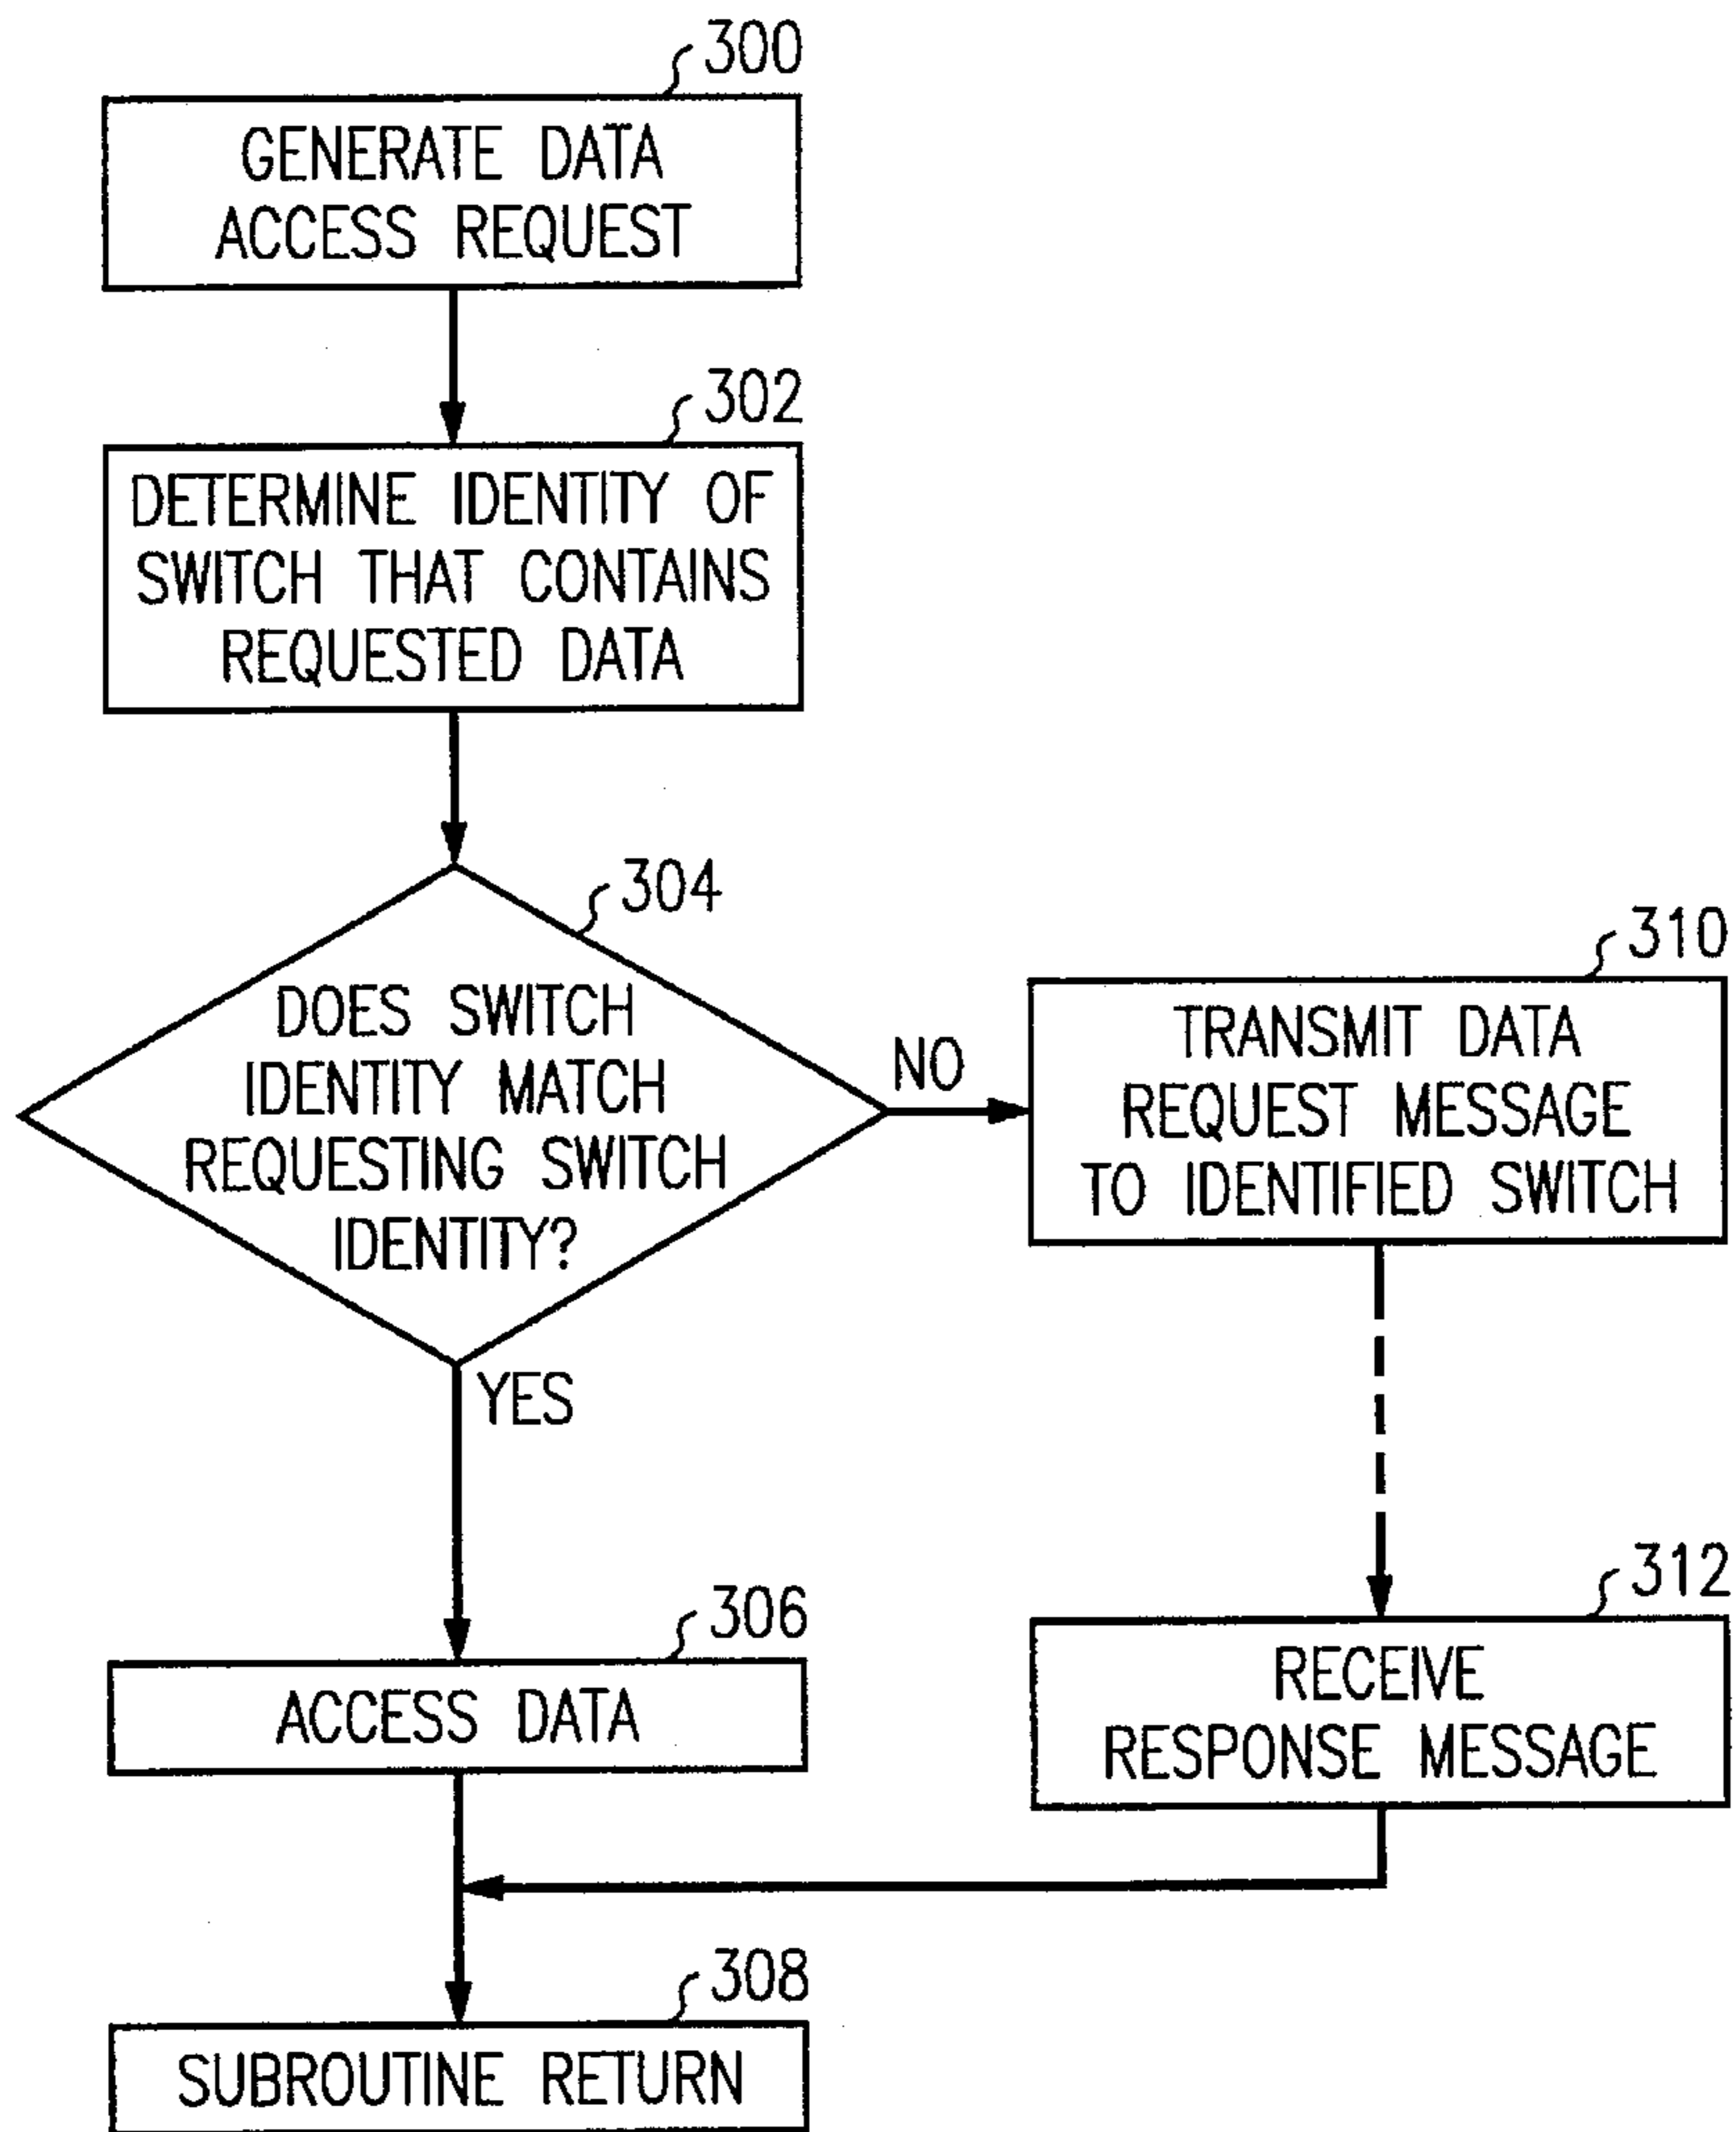 300
GENERATE DATA
ACCESS REQUEST
302
DETERMINE IDENTITY OF
SWITCH THAT CONTAINS
REQUESTED DATA
304
DOES SWITCH
IDENTITY MATCH
REQUESTING SWITCH
IDENTITY?
NO
310
TRANSMIT DATA
REQUEST MESSAGE
TO IDENTIFIED SWITCH
YES
306
ACCESS DATA
312
RECEIVE
RESPONSE MESSAGE
308
SUBROUTINE RETURN